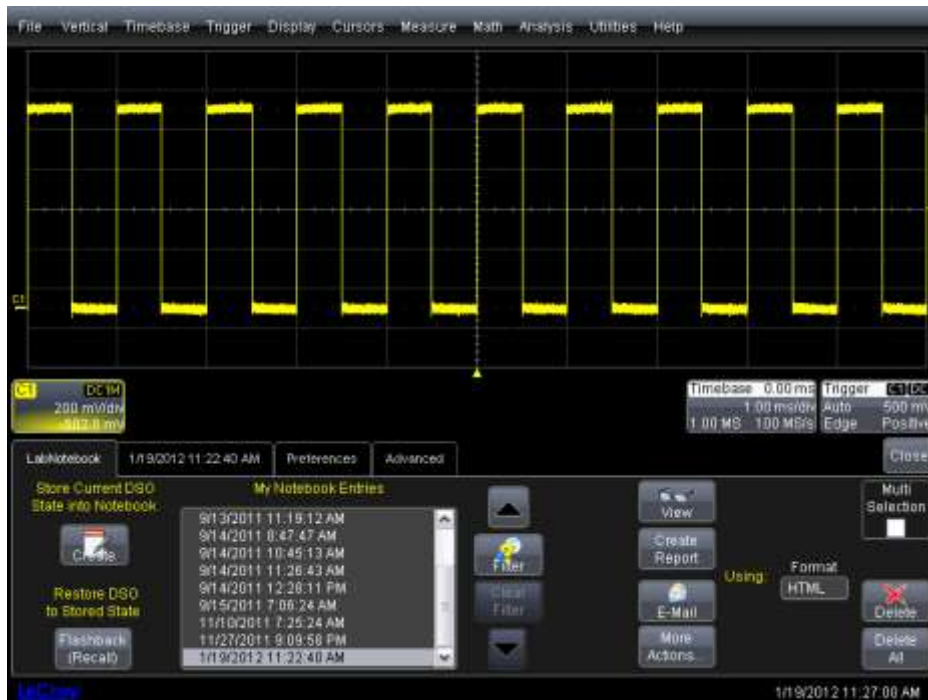 File Vertical Timebase Trigger Display Cursors Measure Math Analysis Utilities Help
C1
C1 DC1M
200 mV/div
Timebase 0.00 ms
1.00 ms/div
1.00 MS 100 MS/s
Trigger C1 DC
Auto 500 mV
Edge Positive
LabNotebook 1/19/2012 11:22:40 AM Preferences Advanced Close
Store Current DSO
State into Notebook
Create
Restore DSO
to Stored State
Flashback
(Recall)
My Notebook Entries
9/13/2011 11:19:12 AM
9/14/2011 8:47:47 AM
9/14/2011 10:45:13 AM
9/14/2011 11:26:43 AM
9/14/2011 12:28:11 PM
9/15/2011 7:06:24 AM
11/10/2011 7:25:24 AM
11/27/2011 9:09:58 PM
1/19/2012 11:22:40 AM
Filter
Clear
Filter
View
Create
Report
E-Mail
More
Actions...
Using:
Format
HTML
Multi
Selection
Delete
Delete
All
LeCroy
1/19/2012 11:27:00 AM